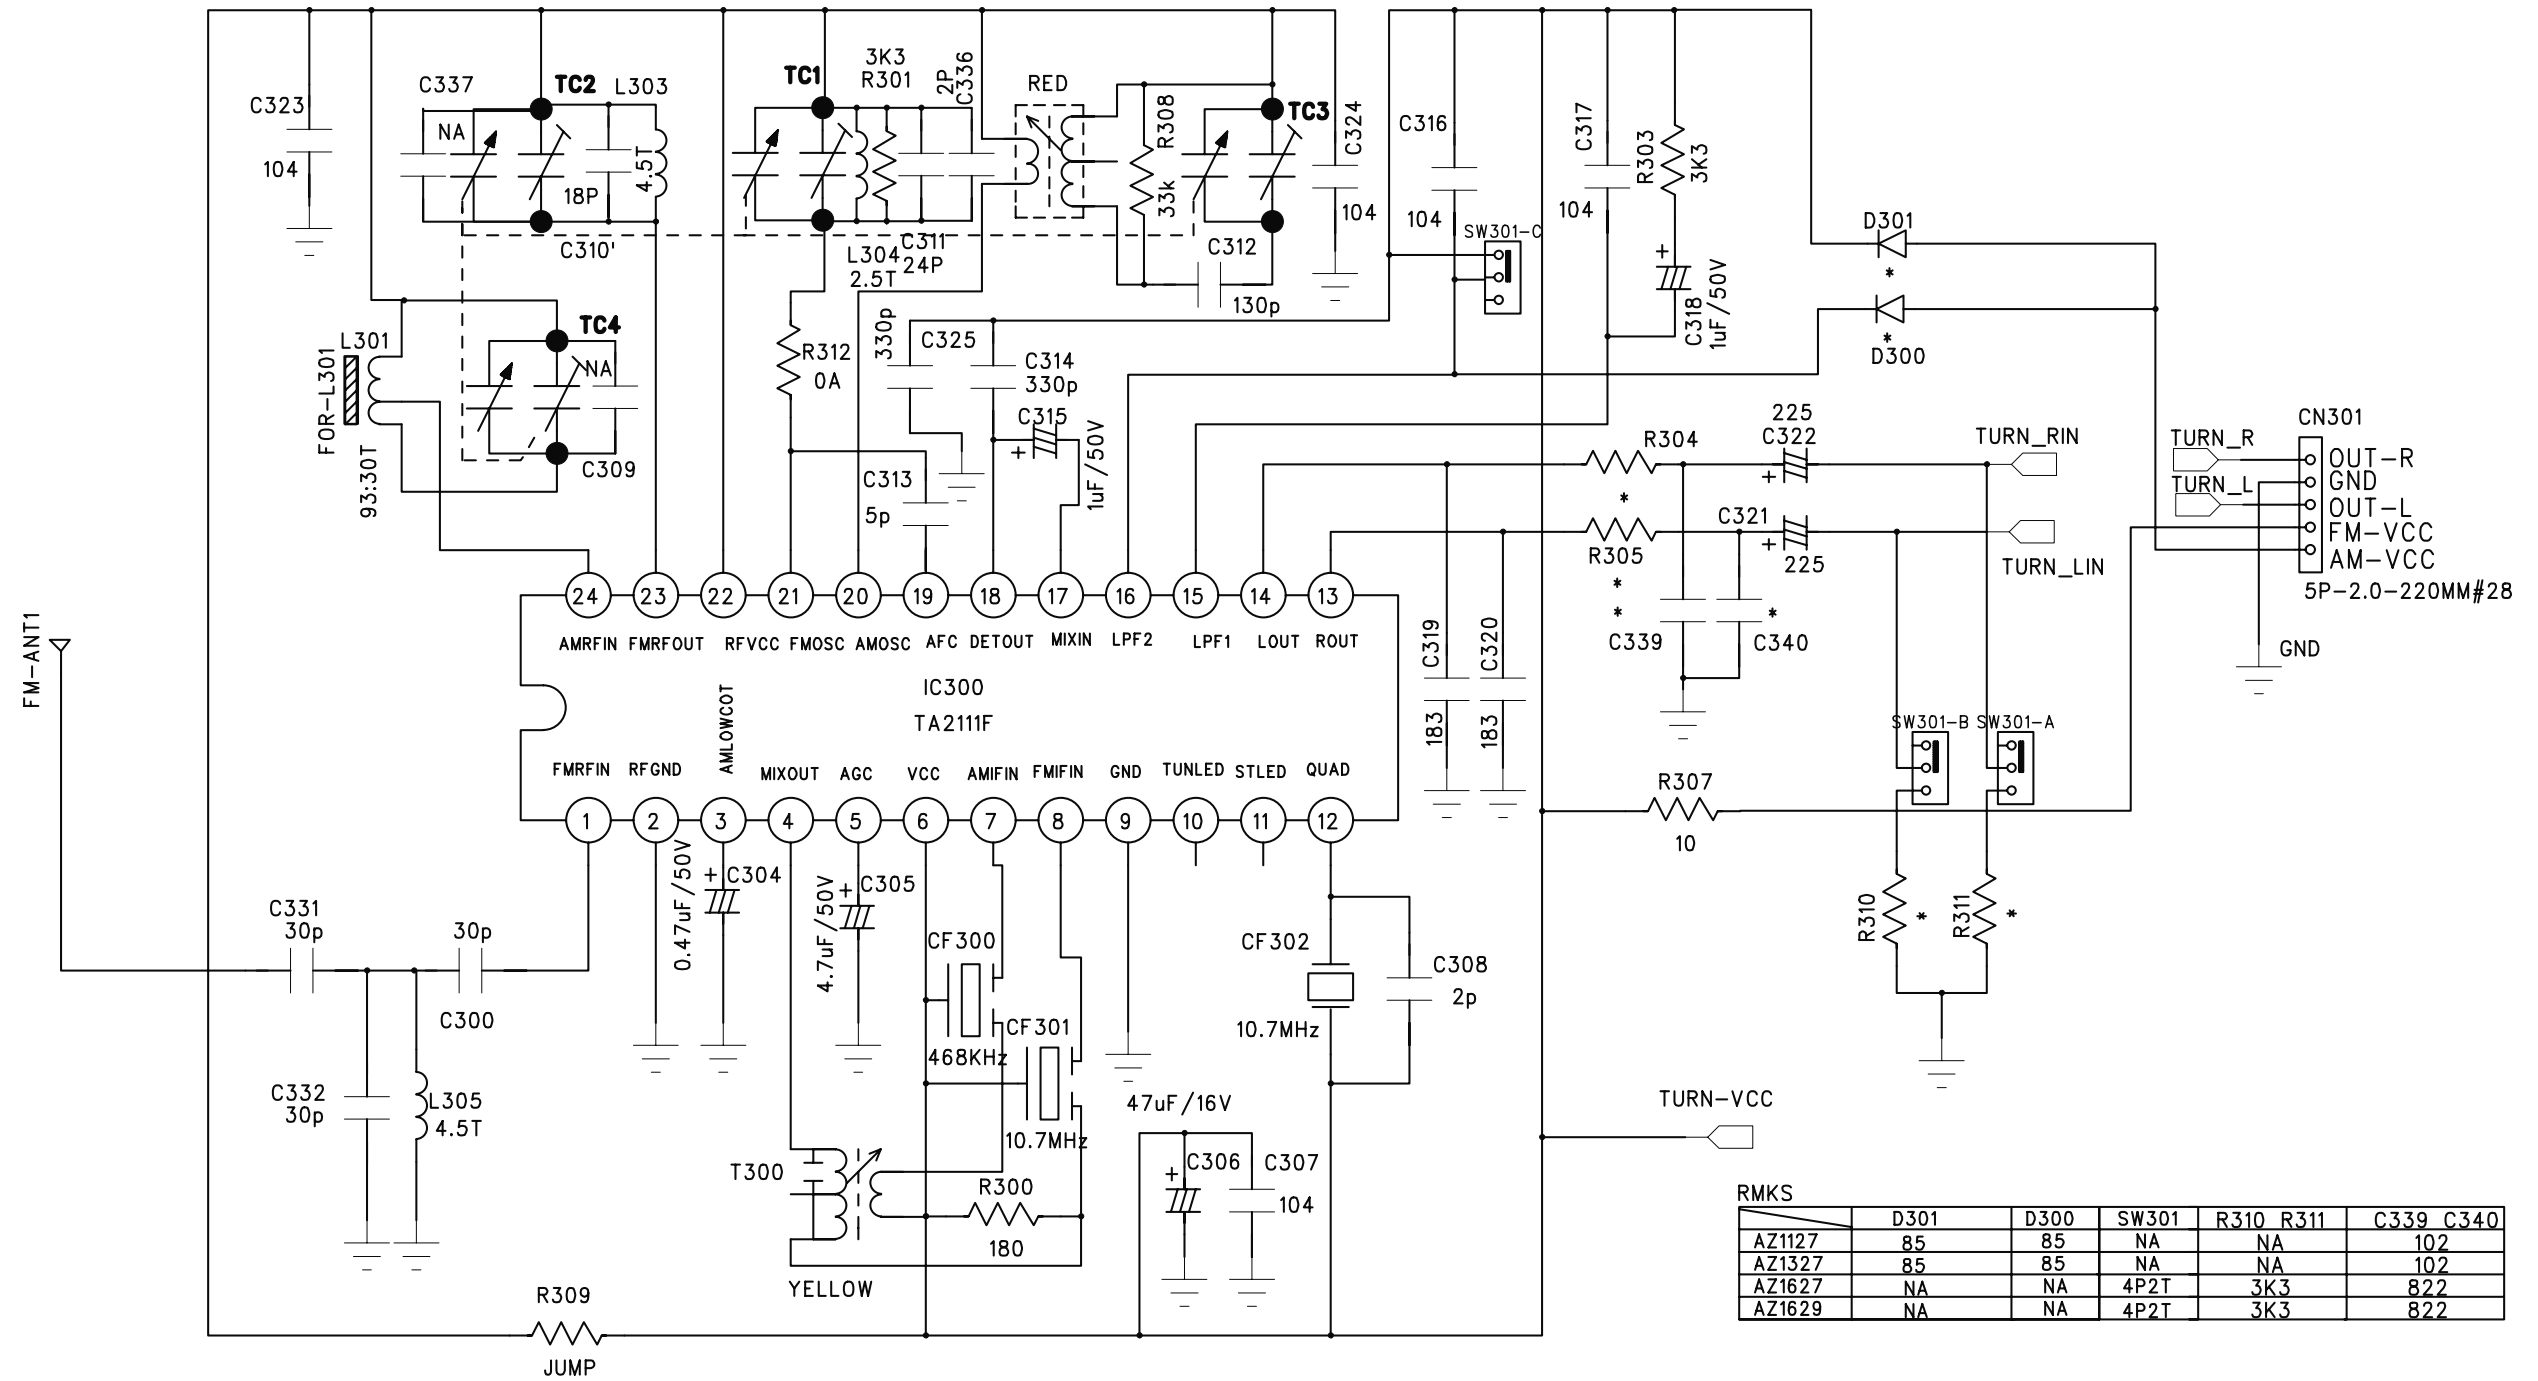 C323
104
C337
NA
TC2
L303
18P
4.5T
C310'
TC1
3K3
R301
2P
C336
RED
R308
33k
TC3
C324
104
C312
130p
L304
2.5T
C311
24P
C316
104
SW301-C
C317
104
R303
3K3
C318
1uF/50V
D301
*
*
D300
L301
FOR-L301
93:30T
TC4
NA
C309
R312
0A
330p
C325
C314
330p
C315
1uF/50V
C313
5p
R304
*
225
C322
TURN_RIN
R305
*
*
C321
225
TURN_LIN
C339
*
C340
CN301
TURN_R
OUT-R
GND
TURN_L
OUT-L
FM-VCC
AM-VCC
5P-2.0-220MM#28
GND
FM-ANT1
24 23 22 21 20 19 18 17 16 15 14 13
AMRFIN FMRFOUT RFVCC FMOSC AMOSC AFC DETOUT MIXIN LPF2 LPF1 LOUT ROUT
IC300
TA2111F
FMRFIN RFGND AMLOWCOT MIXOUT AGC VCC AMIFIN FMIFIN GND TUNLED STLED QUAD
1 2 3 4 5 6 7 8 9 10 11 12
C319
183
C320
183
SW301-B SW301-A
R307
10
R310
*
R311
*
0.47uF/50V
C304
4.7uF/50V
C305
C331
30p
30p
C300
C332
30p
L305
4.5T
CF300
468KHz
CF301
10.7MHz
CF302
10.7MHz
C308
2p
47uF/16V
C306
C307
104
T300
YELLOW
R300
180
R309
JUMP
TURN-VCC
RMKS
D301 D300 SW301 R310 R311 C339 C340
AZ1127 85 85 NA NA 102
AZ1327 85 85 NA NA 102
AZ1627 NA NA 4P2T 3K3 822
AZ1629 NA NA 4P2T 3K3 822